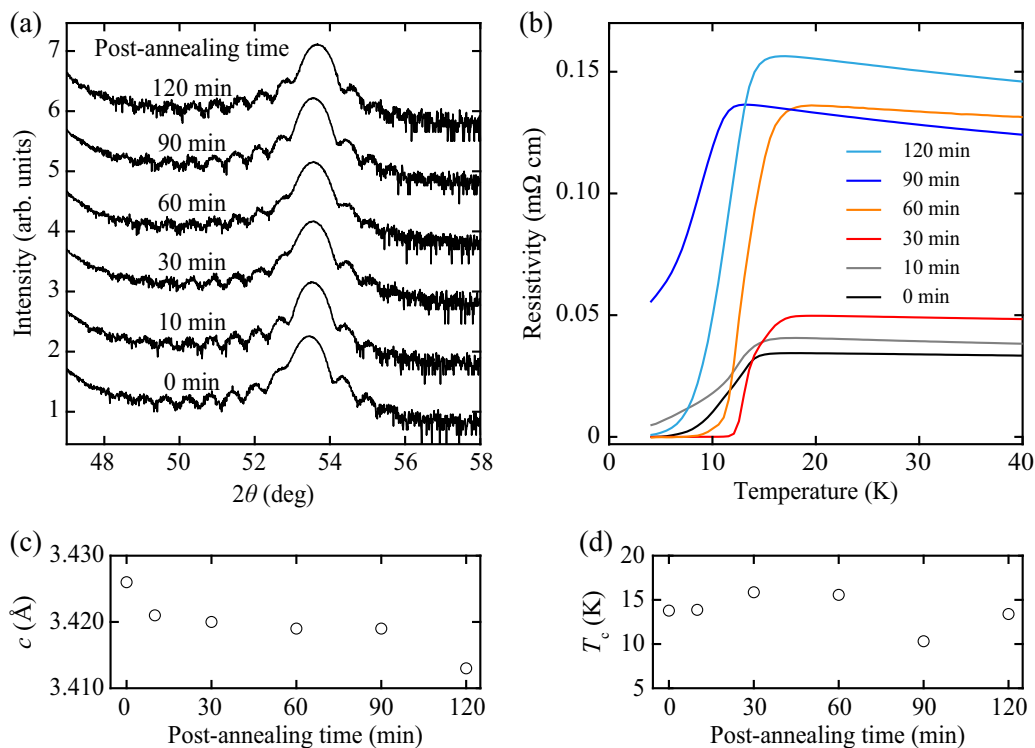 (a)
Post-annealing time
120 min
90 min
60 min
30 min
10 min
0 min
7
6
5
4
3
2
1
Intensity (arb. units)
48 50 52 54 56 58
2θ (deg)
(b)
0.15
0.10
0.05
0
Resistivity (mΩ cm)
120 min
90 min
60 min
30 min
10 min
0 min
0 10 20 30 40
Temperature (K)
(c)
3.430
3.420
3.410
c (Å)
0 30 60 90 120
Post-annealing time (min)
(d)
20
15
10
5
Tc (K)
0 30 60 90 120
Post-annealing time (min)